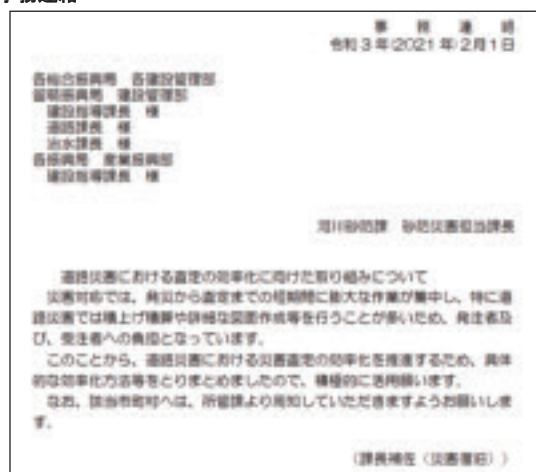 事務連絡
令和3年(2021年)2月1日
各総合振興局 各建設管理部
留萌振興局 建設管理部
建設指導課長 様
道路課長 様
治水課長 様
各振興局 産業振興部
建設指導課長 様
河川砂防課 砂防災害担当課長
道路災害における査定の効率化に向けた取り組みについて
災害対応では、発災から査定までの短期間に膨大な作業が集中し、特に道
路災害では積上げ積算や詳細な図面作成等を行うことが多いため、発注者及
び、受注者への負担となっています。
このことから、道路災害における災害査定の効率化を推進するため、具体
的な効率化方法等をとりまとめましたので、積極的に活用願います。
なお、該当市町村へは、所管課より周知していただきますようお願いしま
す。
(課長補佐(災害復旧))